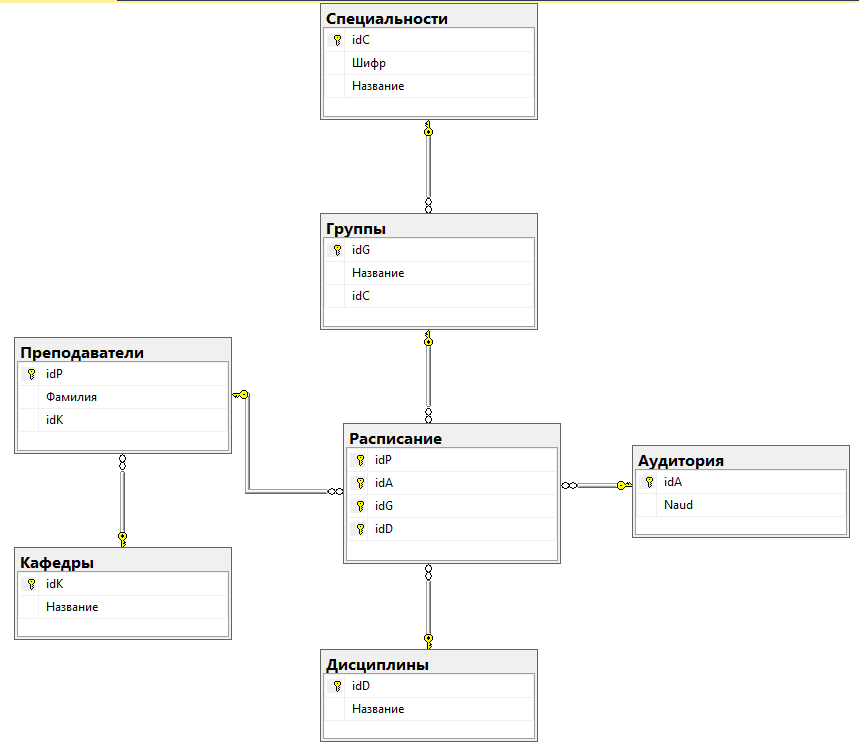 Специальности
idC
Шифр
Название
Группы
idG
Название
idC
Преподаватели
idP
Фамилия
idK
Расписание
idP
idA
idG
idD
Аудитория
idA
Naud
Кафедры
idK
Название
Дисциплины
idD
Название